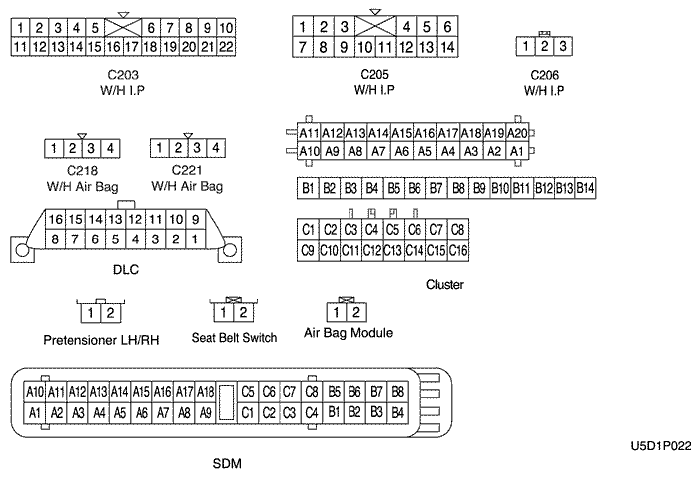 1 2 3 4 5 6 7 8 9 10
11 12 13 14 15 16 17 18 19 20 21 22
C203
W/H I.P
1 2 3 4 5 6
7 8 9 10 11 12 13 14
C205
W/H I.P
1 2 3
C206
W/H I.P
1 2 3 4
C218
W/H Air Bag
1 2 3 4
C221
W/H Air Bag
A11 A12 A13 A14 A15 A16 A17 A18 A19 A20
A10 A9 A8 A7 A6 A5 A4 A3 A2 A1
B1 B2 B3 B4 B5 B6 B7 B8 B9 B10 B11 B12 B13 B14
C1 C2 C3 C4 C5 C6 C7 C8
C9 C10 C11 C12 C13 C14 C15 C16
Cluster
16 15 14 13 12 11 10 9
8 7 6 5 4 3 2 1
DLC
1 2
Pretensioner LH/RH
1 2
Seat Belt Switch
1 2
Air Bag Module
A10 A11 A12 A13 A14 A15 A16 A17 A18 C5 C6 C7 C8 B5 B6 B7 B8
A1 A2 A3 A4 A5 A6 A7 A8 A9 C1 C2 C3 C4 B1 B2 B3 B4
SDM
U5D1P022